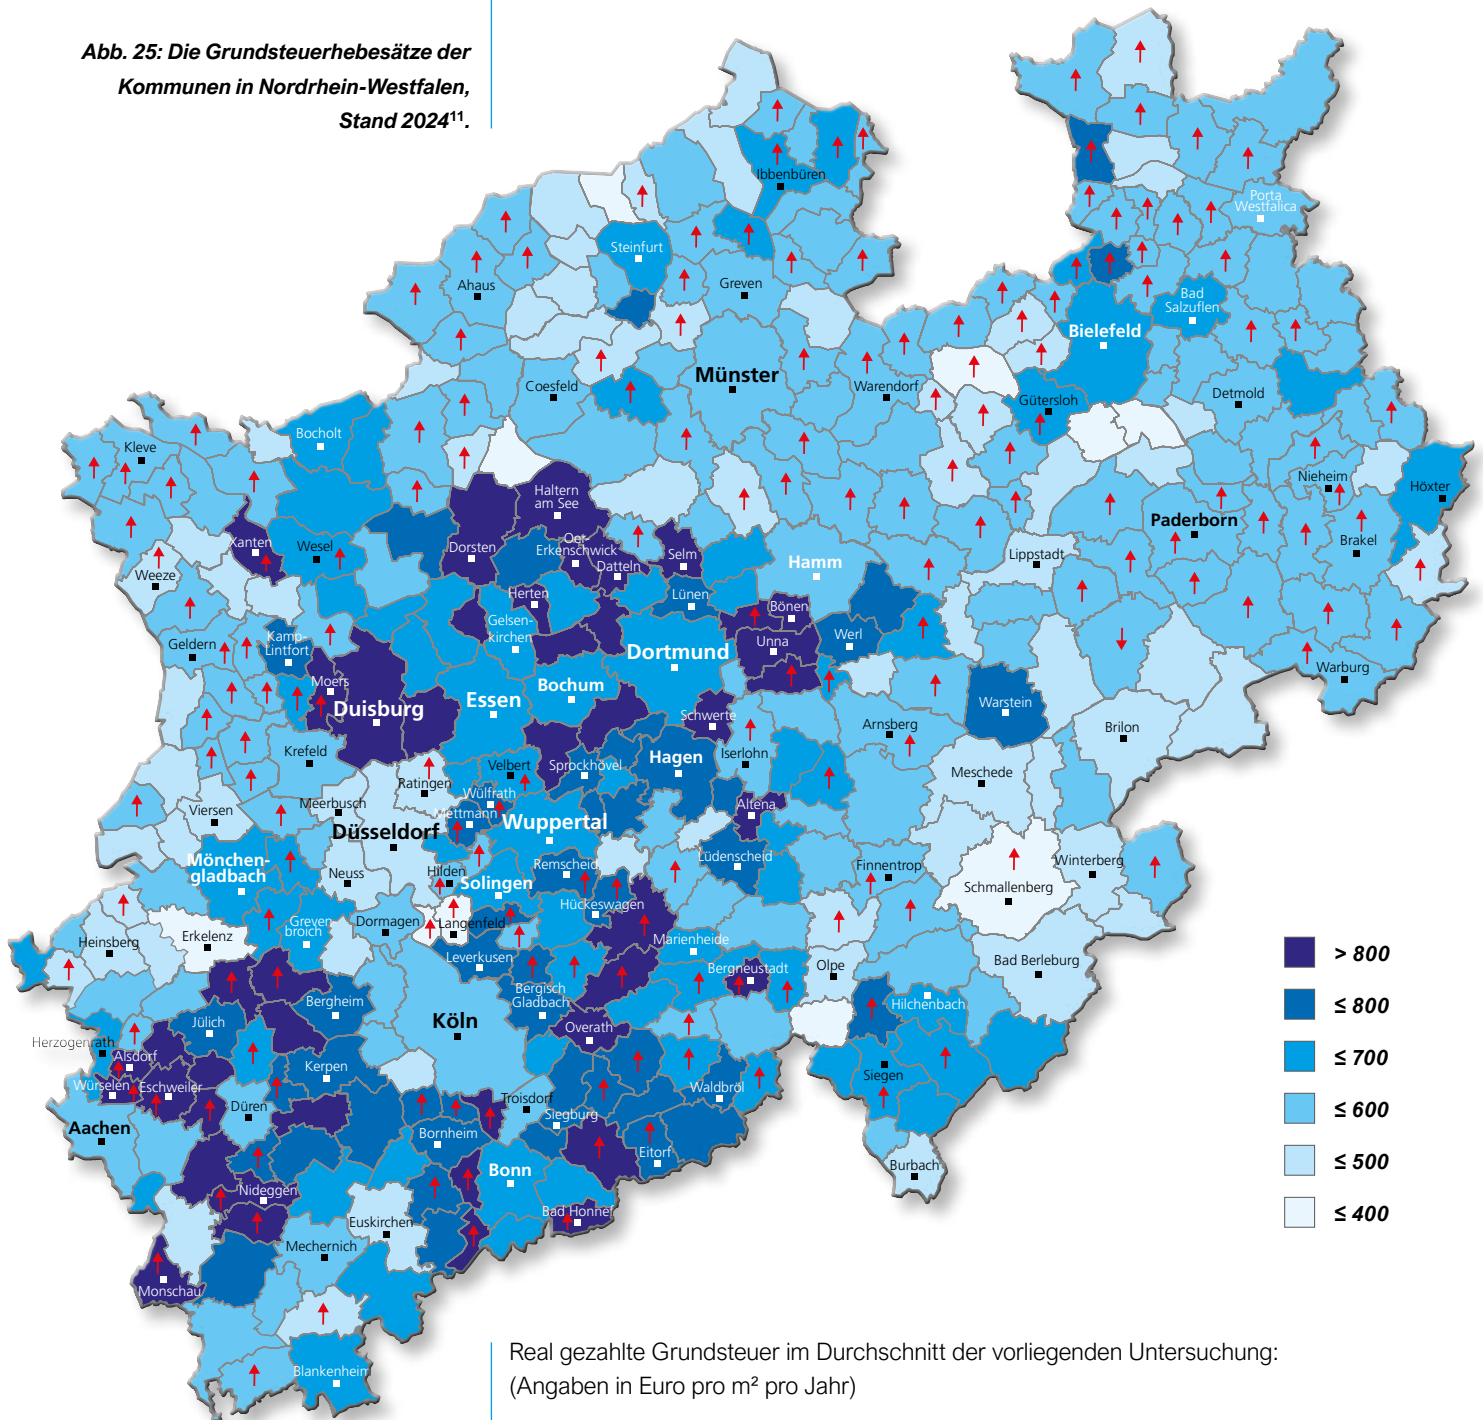 Abb. 25: Die Grundsteuerhebesätze der
Kommunen in Nordrhein-Westfalen,
Stand 2024¹¹.
Ibbenbüren
Porta
Westfalica
Steinfurt
Ahaus
Greven
Bad
Salzuflen
Bielefeld
Münster
Coesfeld
Warendorf
Gütersloh
Detmold
Bocholt
Kleve
Nieheim
Höxter
Haltern
am See
Paderborn
Xanten
Wesel
Dorsten
Oer-
Erkenschwick
Datteln
Selm
Hamm
Lippstadt
Brakel
Weeze
Herten
Lünen
Bönen
Geldern
Kamp-
Lintfort
Gelsen-
kirchen
Dortmund
Unna
Werl
Warburg
Moers
Duisburg
Essen
Bochum
Schwerte
Warstein
Arnsberg
Brilon
Krefeld
Velbert
Sprockhövel
Hagen
Iserlohn
Meschede
Ratingen
Wülfrath
Viersen
Meerbusch
Mettmann
Altena
Düsseldorf
Wuppertal
Mönchen-
gladbach
Neuss
Hilden
Remscheid
Lüdenscheid
Finnentrop
Winterberg
Solingen
Schmallenberg
Hückeswagen
Greven
broich
Dormagen
Langenfeld
Erkelenz
Heinsberg
Marienheide
Leverkusen
Bergneustadt
Olpe
Bad Berleburg
> 800
Bergheim
Bergisch
Gladbach
Hilchenbach
≤ 800
Jülich
Köln
Overath
Herzogenrath
Alsdorf
≤ 700
Kerpen
Siegen
Würselen
Eschweiler
Düren
Troisdorf
Waldbröl
≤ 600
Aachen
Siegburg
Bornheim
Eitorf
≤ 500
Bonn
Burbach
Nideggen
≤ 400
Bad Honnef
Euskirchen
Mechernich
Monschau
Blankenheim
Real gezahlte Grundsteuer im Durchschnitt der vorliegenden Untersuchung:
(Angaben in Euro pro m² pro Jahr)